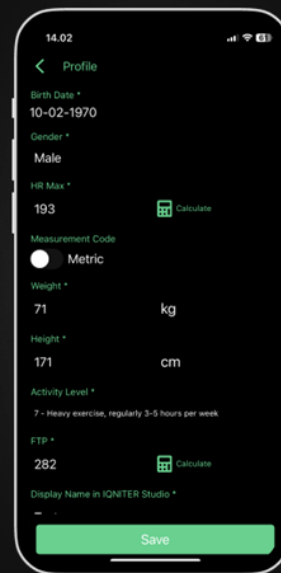 14.02
Profile
Birth Date *
10-02-1970
Gender *
Male
HR Max *
193 Calculate
Measurement Code
Metric
Weight *
71 kg
Height *
171 cm
Activity Level *
7 - Heavy exercise, regularly 3-5 hours per week
FTP *
282 Calculate
Display Name in IQNITER Studio *
Save